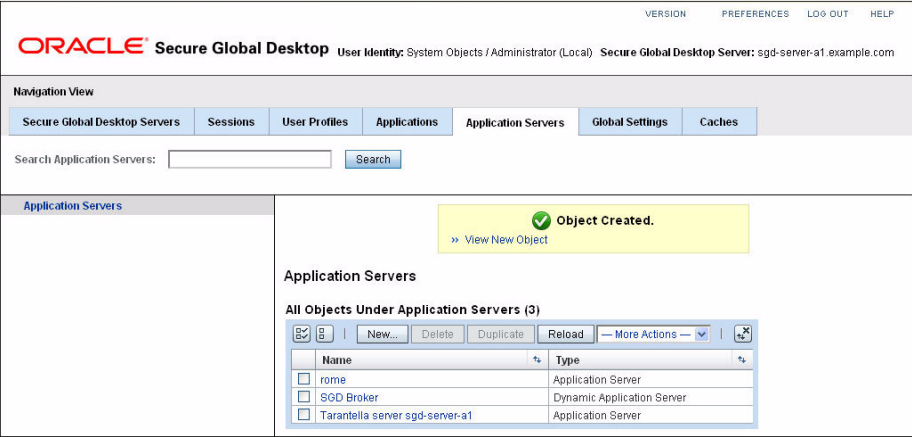 VERSION PREFERENCES LOG OUT HELP
ORACLE Secure Global Desktop User Identity: System Objects / Administrator (Local) Secure Global Desktop Server: sgd-server-a1.example.com
Navigation View
Secure Global Desktop Servers Sessions User Profiles Applications Application Servers Global Settings Caches
Search Application Servers: Search
Application Servers
Object Created.
» View New Object
Application Servers
All Objects Under Application Servers (3)
New... Delete Duplicate Reload — More Actions —
Name Type
rome Application Server
SGD Broker Dynamic Application Server
Tarantella server sgd-server-a1 Application Server